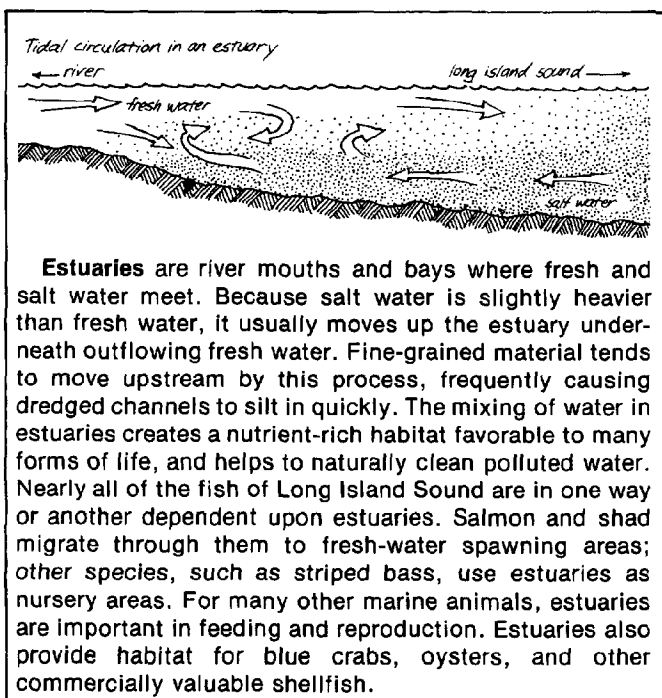 Tidal circulation in an estuary
← river long island sound →
fresh water
salt water
Estuaries are river mouths and bays where fresh and
salt water meet. Because salt water is slightly heavier
than fresh water, it usually moves up the estuary under-
neath outflowing fresh water. Fine-grained material tends
to move upstream by this process, frequently causing
dredged channels to silt in quickly. The mixing of water in
estuaries creates a nutrient-rich habitat favorable to many
forms of life, and helps to naturally clean polluted water.
Nearly all of the fish of Long Island Sound are in one way
or another dependent upon estuaries. Salmon and shad
migrate through them to fresh-water spawning areas;
other species, such as striped bass, use estuaries as
nursery areas. For many other marine animals, estuaries
are important in feeding and reproduction. Estuaries also
provide habitat for blue crabs, oysters, and other
commercially valuable shellfish.